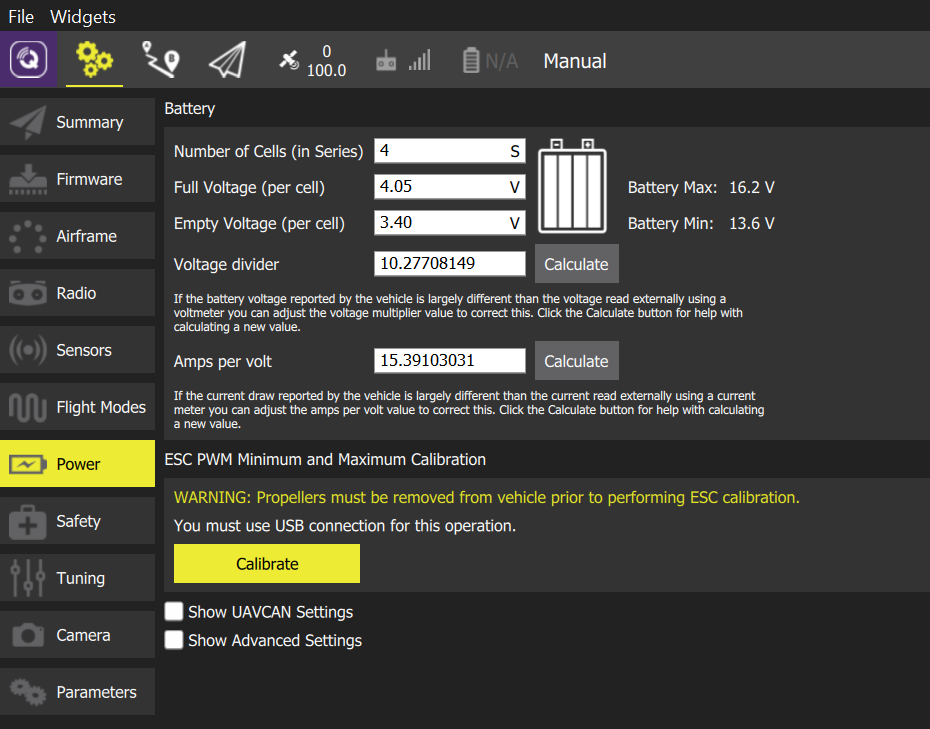 File Widgets
0
100.0
N/A
Manual
Summary
Firmware
Airframe
Radio
Sensors
Flight Modes
Power
Safety
Tuning
Camera
Parameters
Battery
Number of Cells (in Series) 4 S
Full Voltage (per cell) 4.05 V
Battery Max: 16.2 V
Empty Voltage (per cell) 3.40 V
Battery Min: 13.6 V
Voltage divider 10.27708149 Calculate
If the battery voltage reported by the vehicle is largely different than the voltage read externally using a
voltmeter you can adjust the voltage multiplier value to correct this. Click the Calculate button for help with
calculating a new value.
Amps per volt 15.39103031 Calculate
If the current draw reported by the vehicle is largely different than the current read externally using a current
meter you can adjust the amps per volt value to correct this. Click the Calculate button for help with calculating
a new value.
ESC PWM Minimum and Maximum Calibration
WARNING: Propellers must be removed from vehicle prior to performing ESC calibration.
You must use USB connection for this operation.
Calibrate
Show UAVCAN Settings
Show Advanced Settings